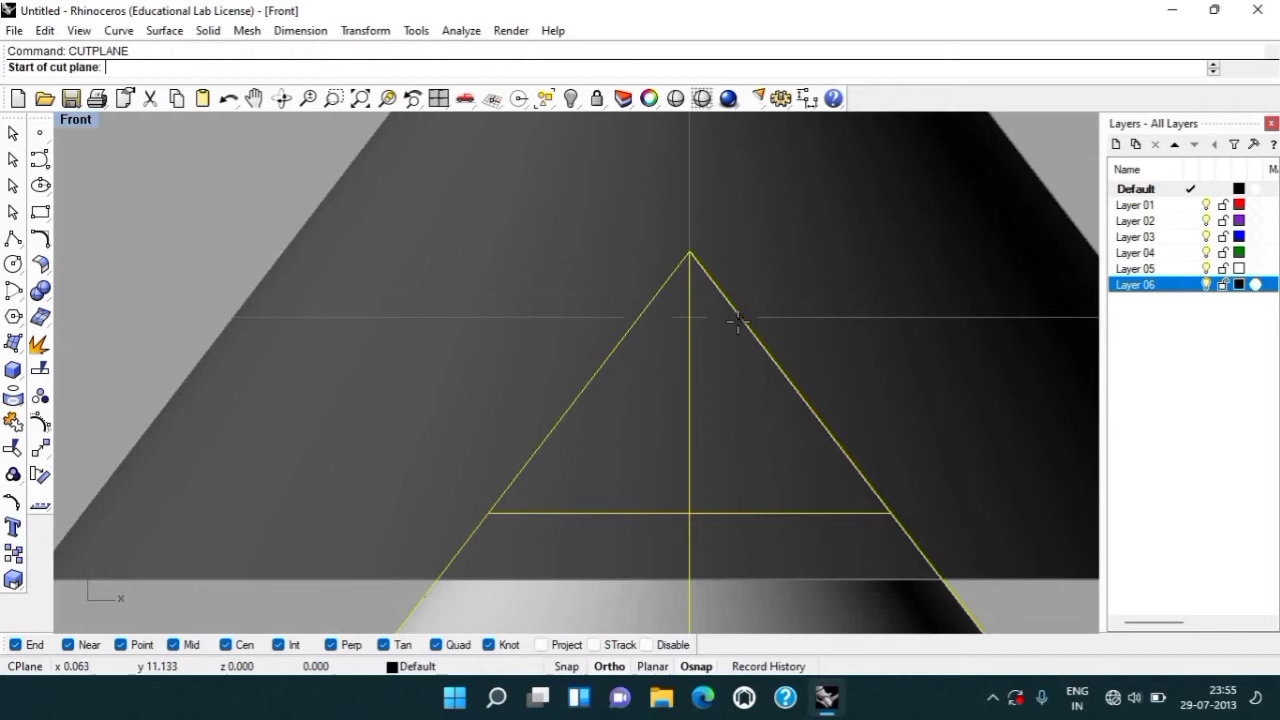 Untitled - Rhinoceros (Educational Lab License) - [Front]
File Edit View Curve Surface Solid Mesh Dimension Transform Tools Analyze Render Help
Command: CUTPLANE
Start of cut plane:
Front
Layers - All Layers
Name
Default
Layer 01
Layer 02
Layer 03
Layer 04
Layer 05
Layer 06
x
End Near Point Mid Cen Int Perp Tan Quad Knot Project STrack Disable
CPlane x 0.063 y 11.133 z 0.000 0.000 Default Snap Ortho Planar Osnap Record History
ENG
IN
23:55
29-07-2013